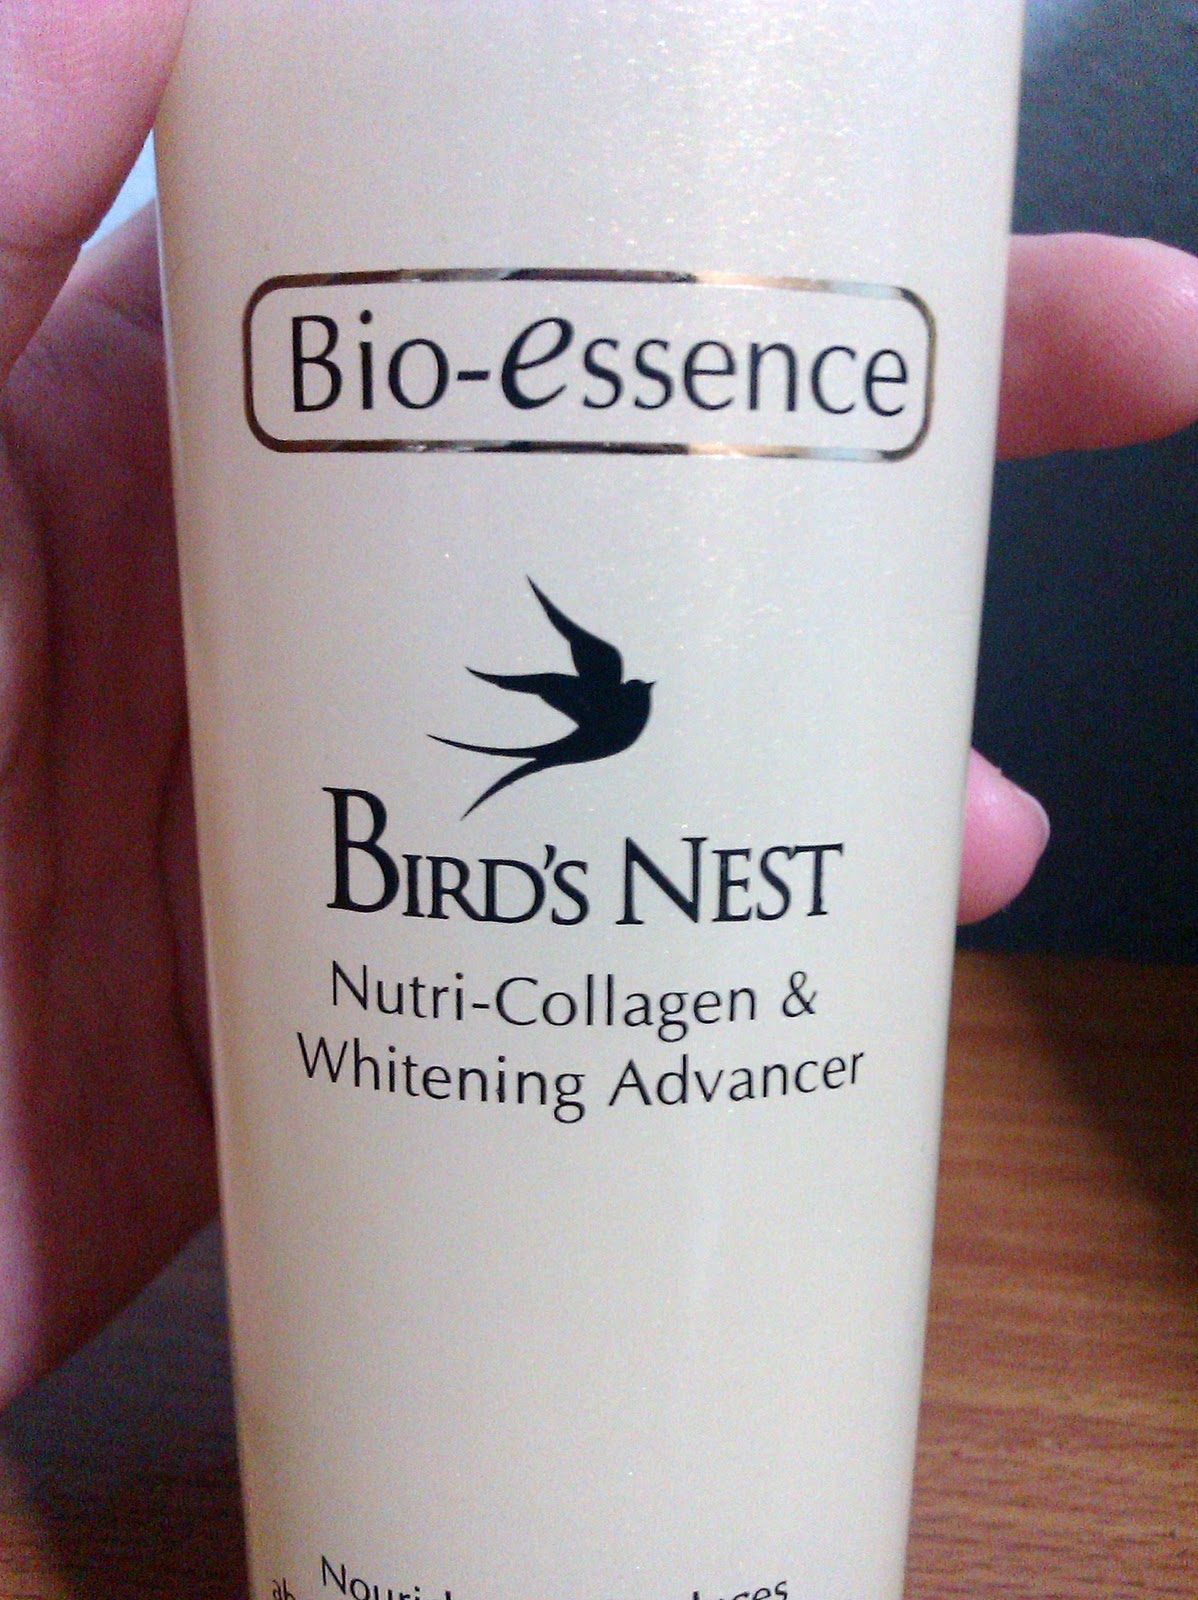 Bio-essence
BIRD'S NEST
Nutri-Collagen &
Whitening Advancer